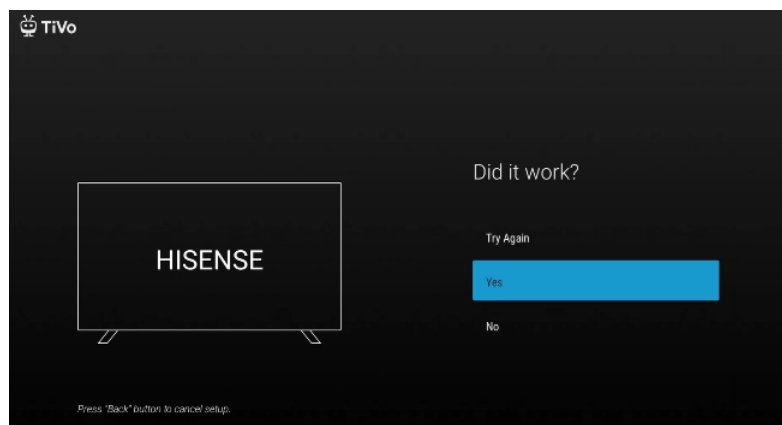 TiVo
Did it work?
Try Again
HISENSE
Yes
No
Press "Back" button to cancel setup.